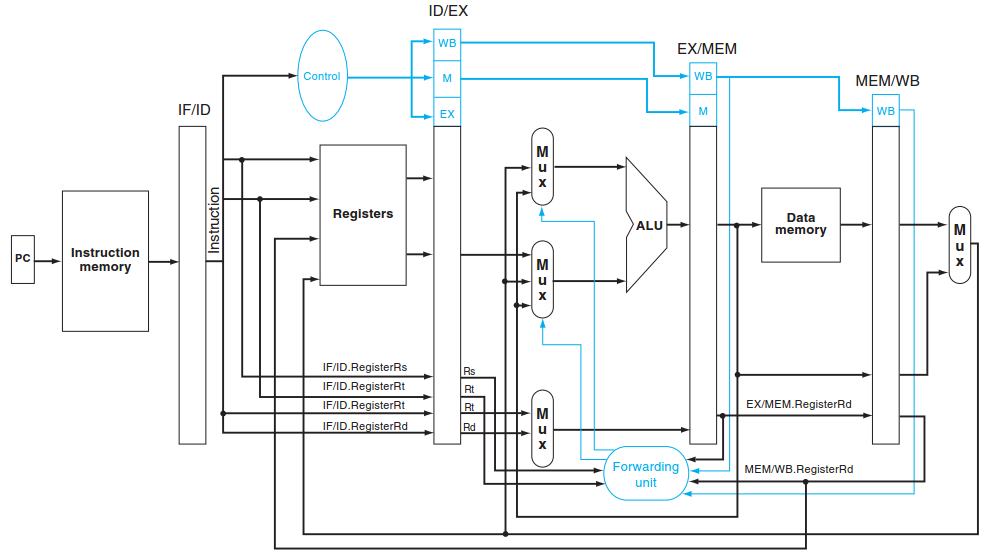 ID/EX
WB
EX/MEM
Control
M
WB
MEM/WB
IF/ID
EX
M
WB
M
u
x
Registers
Instruction
ALU
Data
memory
M
u
x
PC
Instruction
memory
M
u
x
IF/ID.RegisterRs
Rs
IF/ID.RegisterRt
Rt
IF/ID.RegisterRt
Rt
IF/ID.RegisterRd
Rd
M
u
x
EX/MEM.RegisterRd
Forwarding
unit
MEM/WB.RegisterRd